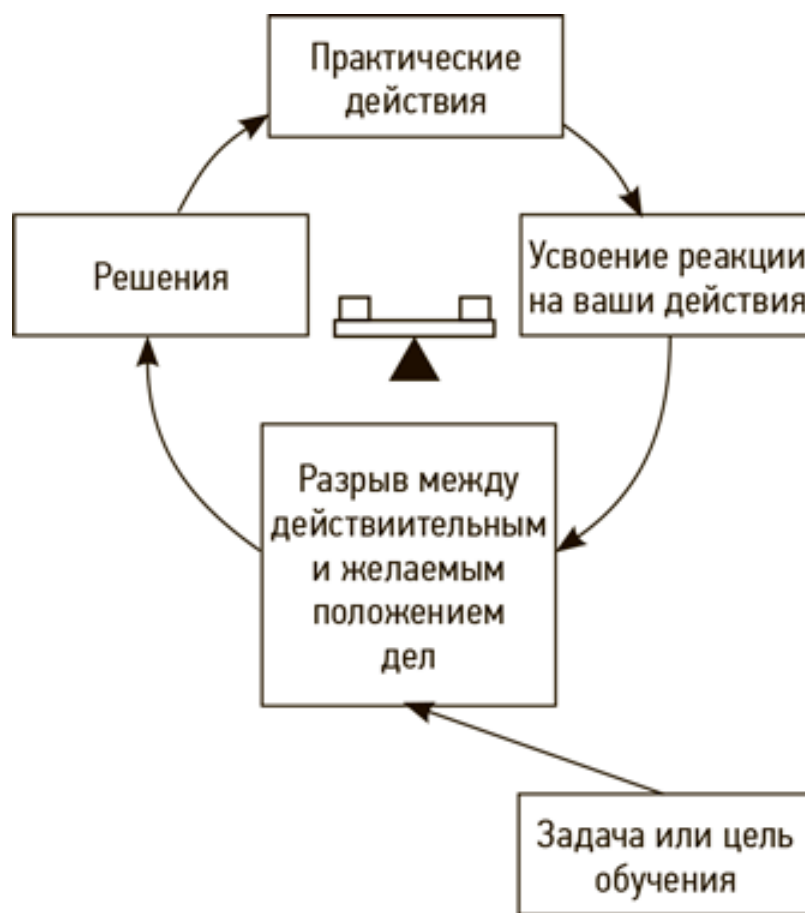 Практические
действия
Решения
Усвоение реакции
на ваши действия
Разрыв между
действиительным
и желаемым
положением
дел
Задача или цель
обучения